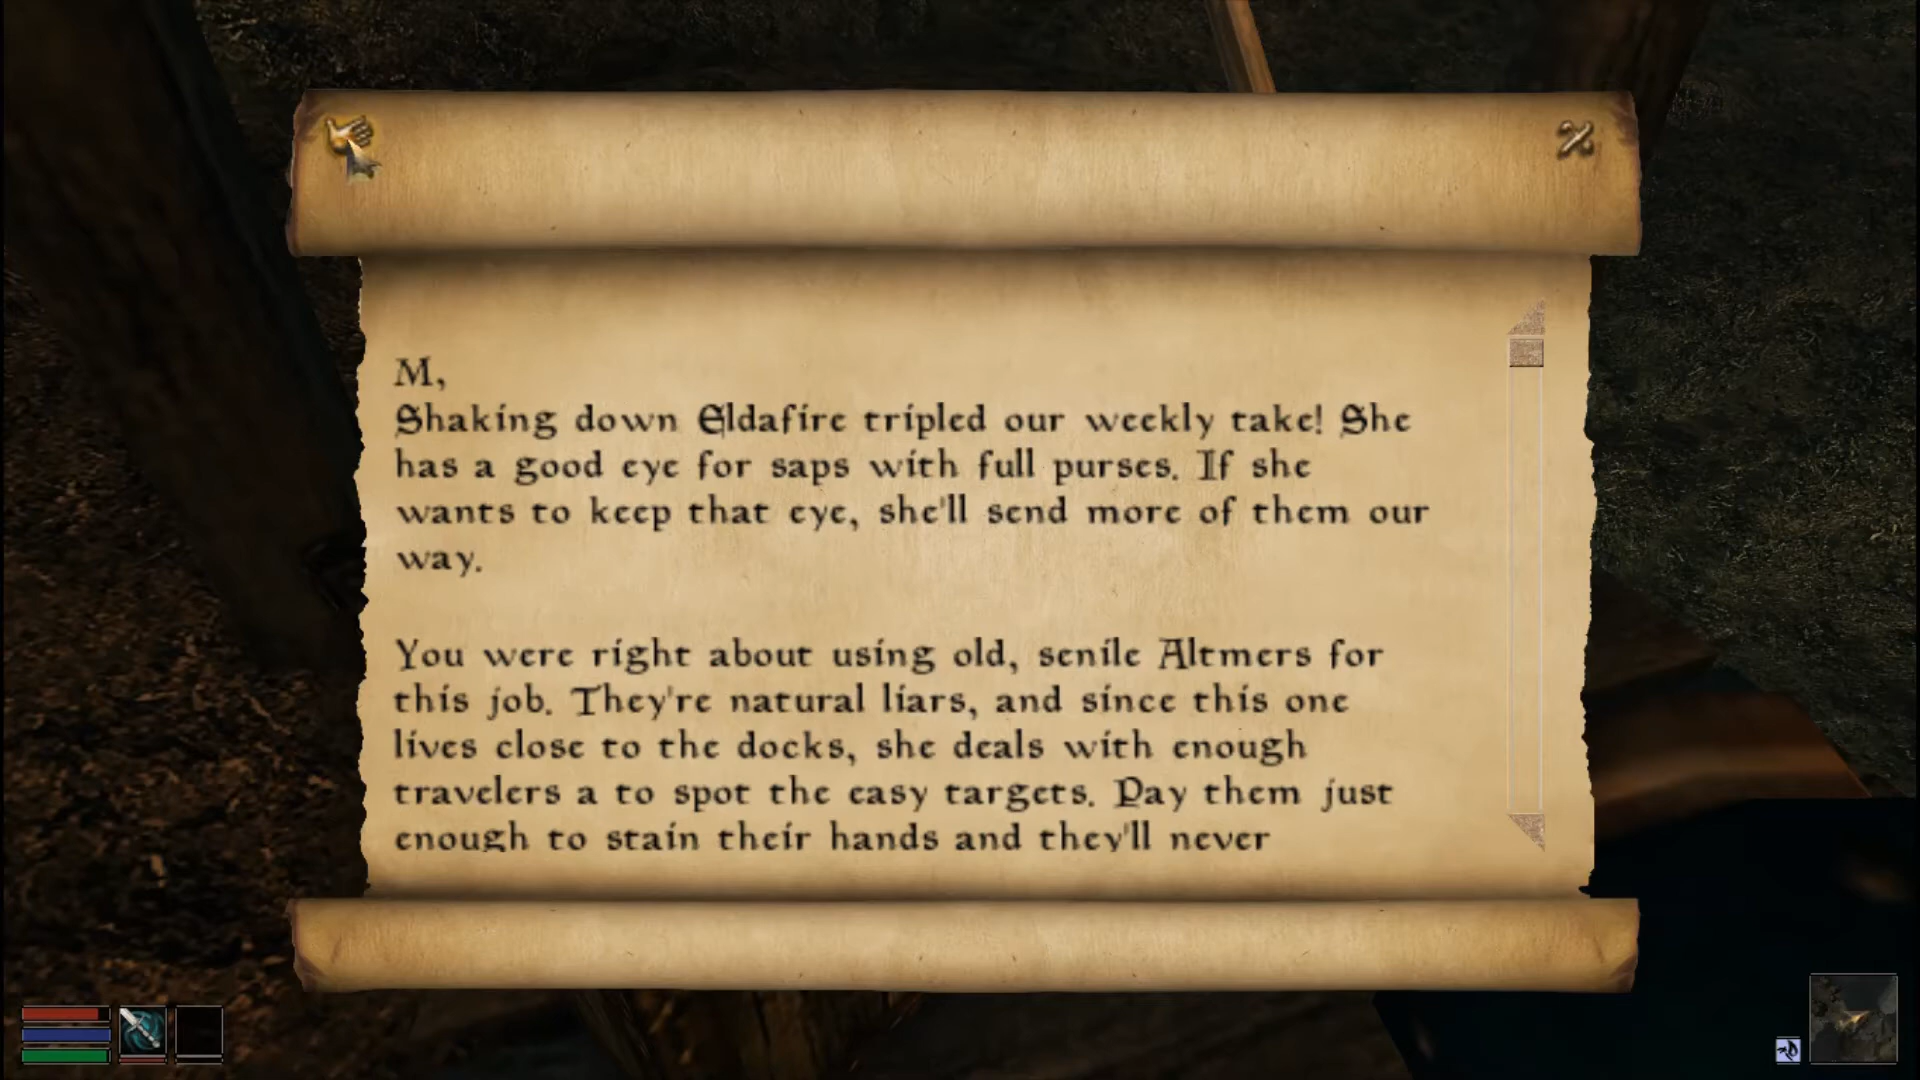 M,
Shaking down Eldafire tripled our weekly take! She
has a good eye for saps with full purses. If she
wants to keep that eye, she'll send more of them our
way.
You were right about using old, senile Altmers for
this job. They're natural liars, and since this one
lives close to the docks, she deals with enough
travelers a to spot the easy targets. Pay them just
enough to stain their hands and they'll never